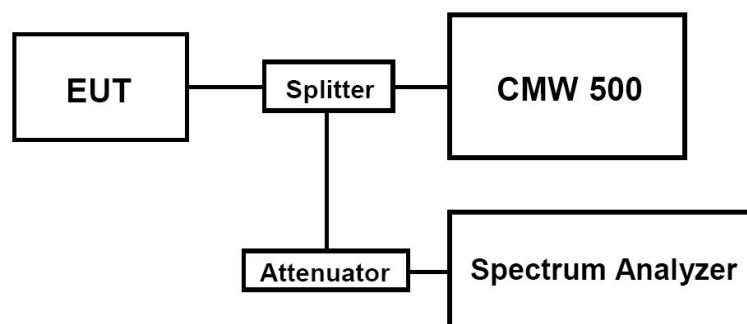 EUT
Splitter
CMW 500
Attenuator
Spectrum Analyzer